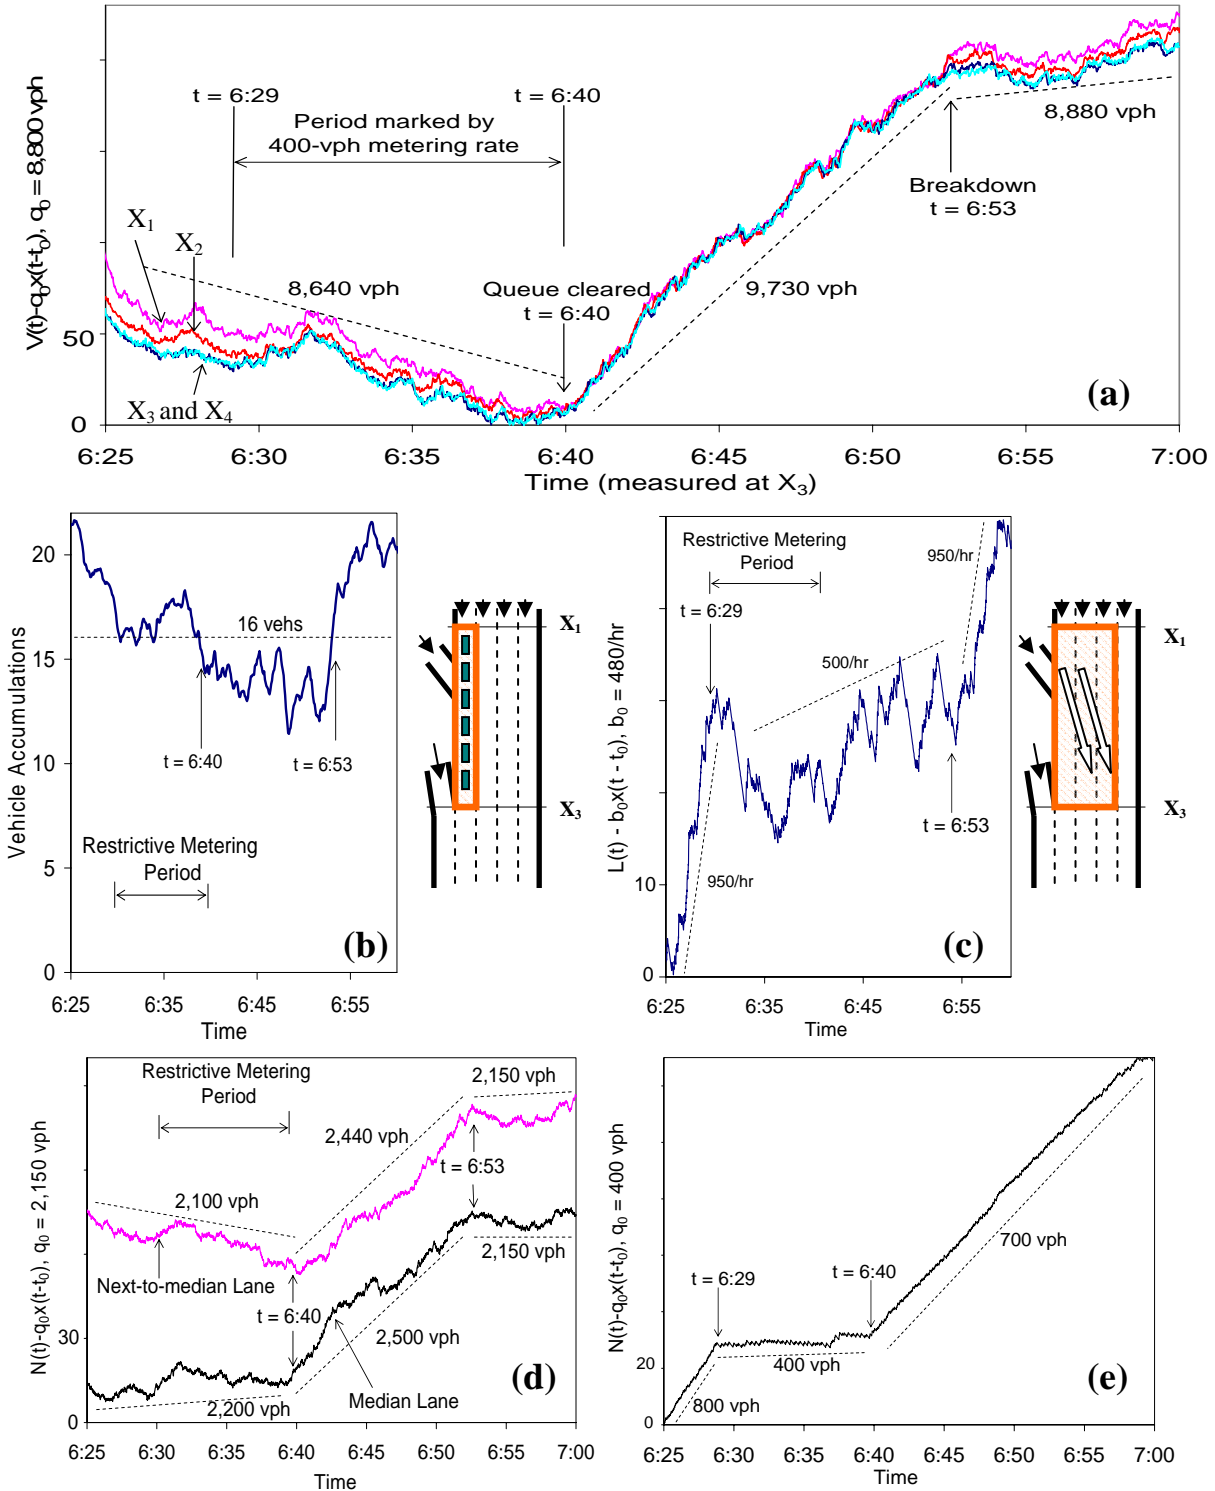 V(t)-q0x(t-t0), q0 = 8,800 vph
t = 6:29
t = 6:40
Period marked by
400-vph metering rate
8,880 vph
Breakdown
t = 6:53
X1
X2
8,640 vph
Queue cleared
t = 6:40
9,730 vph
50
X3 and X4
(a)
0
6:25 6:30 6:35 6:40 6:45 6:50 6:55 7:00
Time (measured at X3)
Vehicle Accumulations
20
15
10
5
0
16 vehs
t = 6:40
t = 6:53
Restrictive Metering
Period
(b)
6:25 6:35 6:45 6:55
Time
X1
X3
L(t) - b0x(t - t0), b0 = 480/hr
Restrictive Metering
Period
950/hr
t = 6:29
500/hr
t = 6:53
950/hr
10
0
(c)
6:25 6:35 6:45 6:55
Time
X1
X3
N(t)-q0x(t-t0), q0 = 2,150 vph
Restrictive Metering
Period
2,150 vph
2,440 vph
t = 6:53
2,100 vph
2,150 vph
Next-to-median Lane
t = 6:40
30
2,500 vph
Median Lane
2,200 vph
0
(d)
6:25 6:30 6:35 6:40 6:45 6:50 6:55 7:00
Time
N(t)-q0x(t-t0), q0 = 400 vph
700 vph
t = 6:29
t = 6:40
20
400 vph
800 vph
0
(e)
6:25 6:30 6:35 6:40 6:45 6:50 6:55 7:00
Time